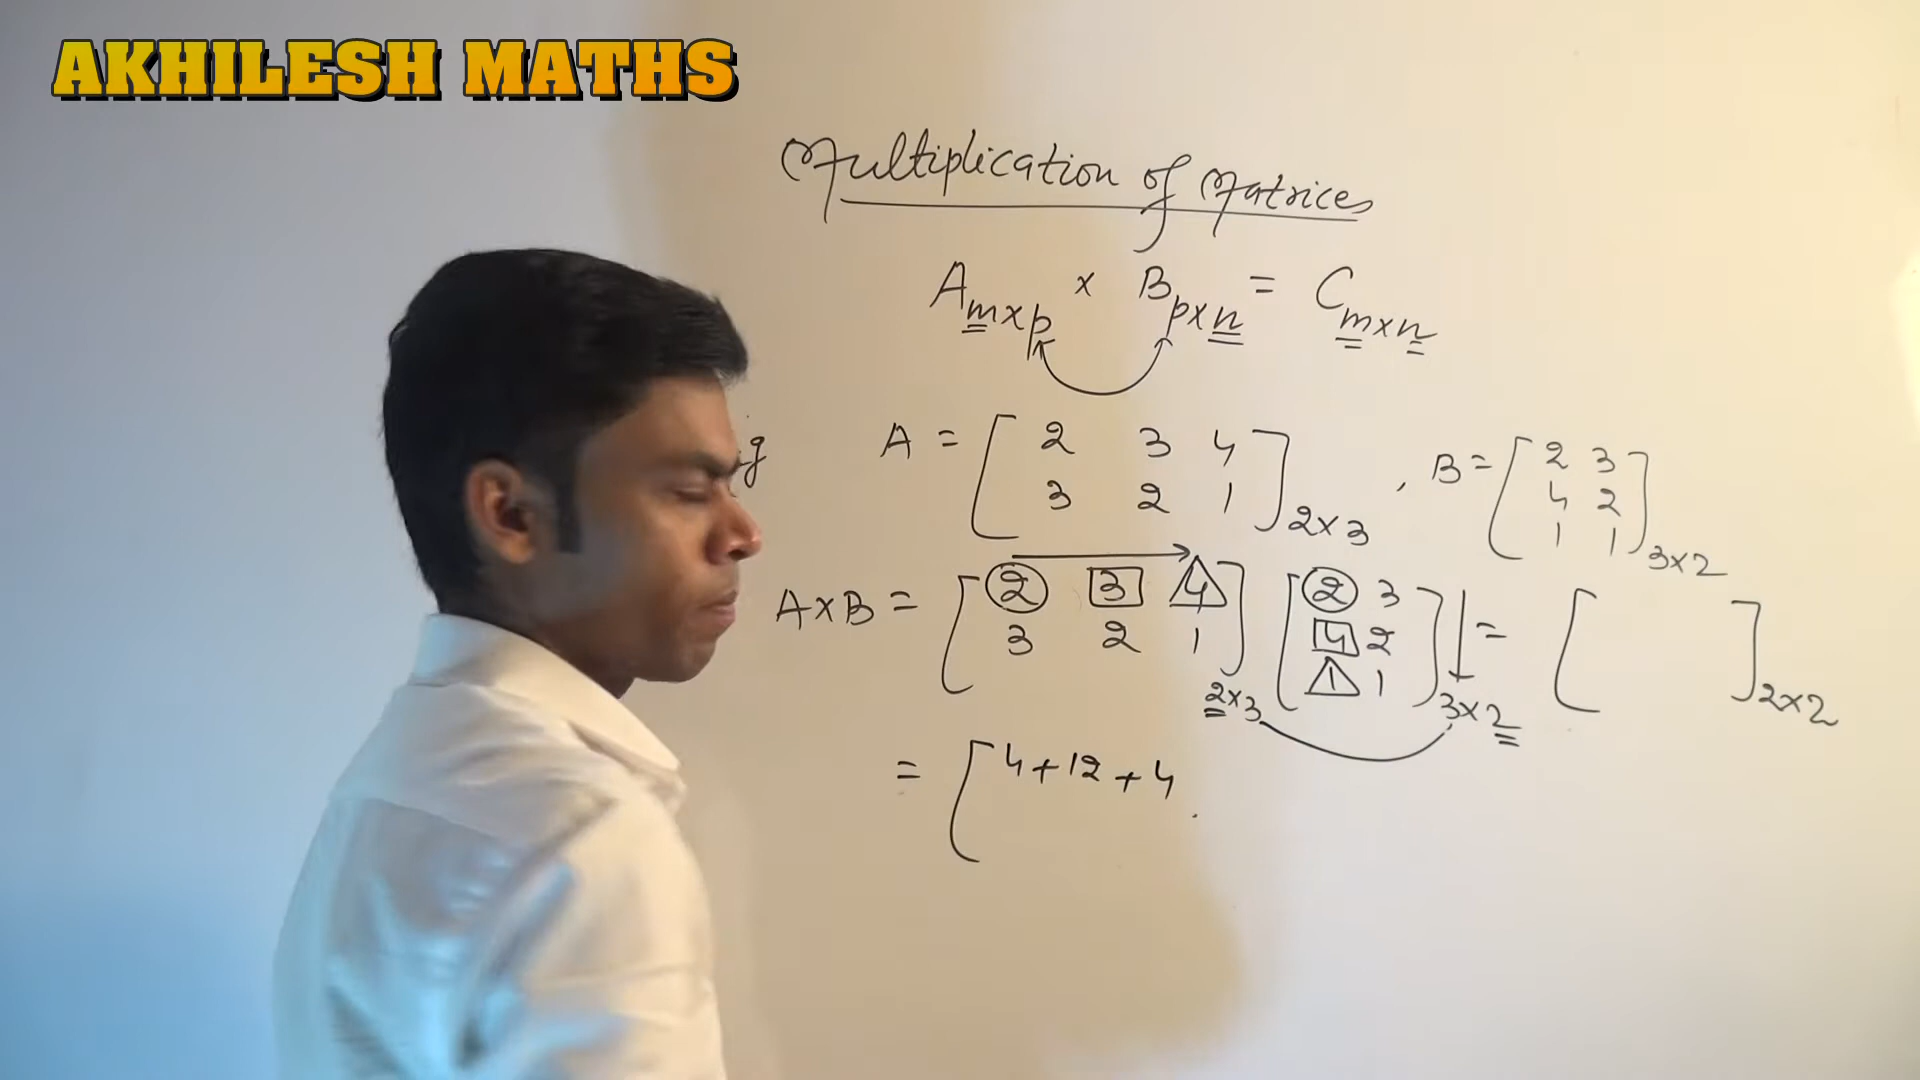 AKHILESH MATHS
Multiplication of Matrices
A m×p × B p×n = C m×n
A = [ 2 3 4
3 2 1 ] 2×3 , B = [ 2 3
4 2
1 1 ] 3×2
A×B = [ 2 3 4
3 2 1 ] 2×3 [ 2 3
4 2
1 1 ] 3×2 = [ ] 2×2
= [ 4+12+4